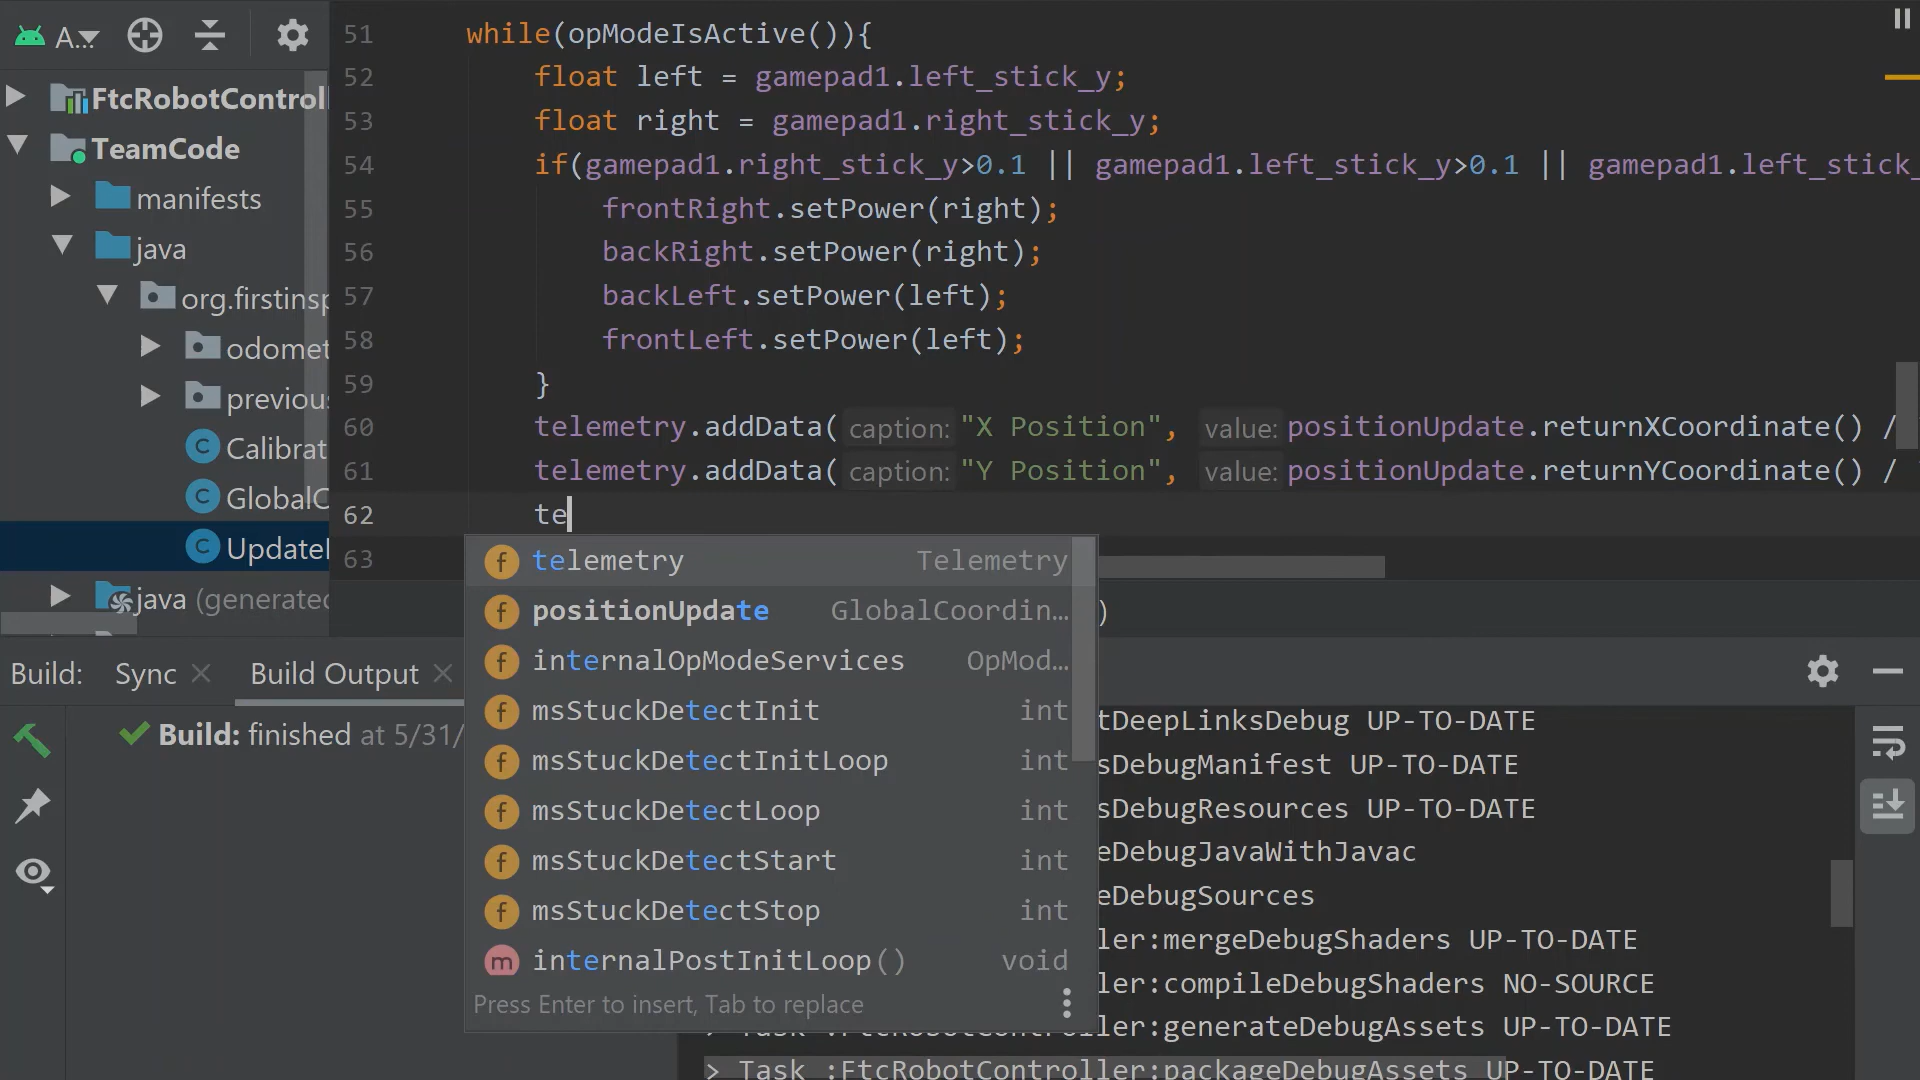 A...
FtcRobotControl
TeamCode
manifests
java
org.firstinsp
odomet
previou
Calibrat
GlobalC
Update
java (generated
51 while(opModeIsActive()){
52 float left = gamepad1.left_stick_y;
53 float right = gamepad1.right_stick_y;
54 if(gamepad1.right_stick_y>0.1 || gamepad1.left_stick_y>0.1 || gamepad1.left_stick_
55 frontRight.setPower(right);
56 backRight.setPower(right);
57 backLeft.setPower(left);
58 frontLeft.setPower(left);
59 }
60 telemetry.addData( caption: "X Position", value: positionUpdate.returnXCoordinate() /
61 telemetry.addData( caption: "Y Position", value: positionUpdate.returnYCoordinate() /
62 te
63
)
f telemetry Telemetry
f positionUpdate GlobalCoordin...
f internalOpModeServices OpMod...
f msStuckDetectInit int
f msStuckDetectInitLoop int
f msStuckDetectLoop int
f msStuckDetectStart int
f msStuckDetectStop int
m internalPostInitLoop() void
Press Enter to insert, Tab to replace
Build: Sync Build Output
Build: finished at 5/31/
tDeepLinksDebug UP-TO-DATE
sDebugManifest UP-TO-DATE
sDebugResources UP-TO-DATE
eDebugJavaWithJavac
eDebugSources
ler:mergeDebugShaders UP-TO-DATE
ler:compileDebugShaders NO-SOURCE
> Task :FtcRobotController:generateDebugAssets UP-TO-DATE
> Task :FtcRobotController:packageDebugAssets UP-TO-DATE